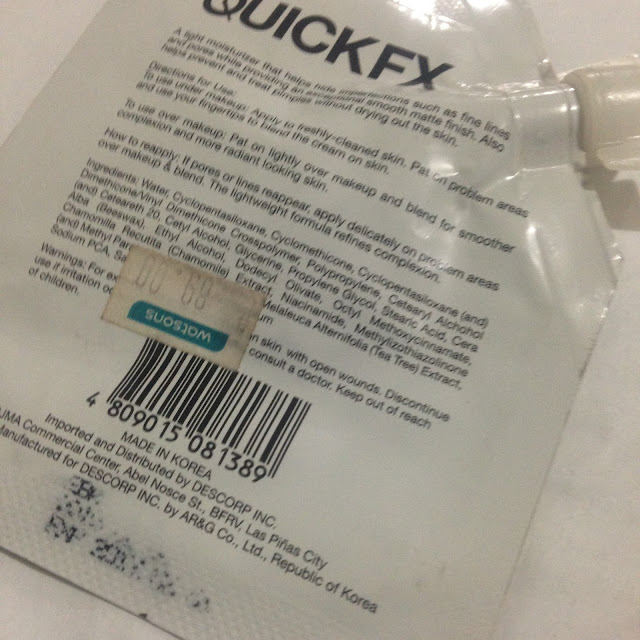 QUICKFX
A light moisturizer that helps hide such as fine lines
and pores while providing an exceptional smooth matte finish. Also
helps prevent and treat pimples without drying out the skin.
Directions for Use:
To use under makeup: Apply to freshly-cleaned skin. Pat on problem areas
and use your fingertips to blend the cream on skin.
To use over makeup: Pat on lightly over makeup and blend for smoother
complexion and more radiant looking skin.
How to reapply: If pores or lines reappear, apply delicately on problem areas
over makeup & blend. The lightweight formula refines complexion.
Ingredients: Water, Cyclopentasiloxane, Cyclomethicone, Cyclopentasiloxane (and)
Dimethicone/Vinyl Dimethicone Crosspolymer, Polypropylene, Cetearyl Alchohol
(and) Ceteareth 20, Cetyl Alcohol, Glycerine, Propylene Glycol, Stearic Acid, Cera
Alba (Beeswax), Ethyl Alcohol, Dodecyl Olivate, Octyl Methoxycinnamate,
Chamomilla Recutita (Chamomile) Extract, Niacinamide, Methylizothiazolinone
(and) Methyl Paraben, Melaleuca Alternifolia (Tea Tree) Extract,
Sodium PCA,
Warnings: For skin with open wounds. Discontinue
use if irritation consult a doctor. Keep out of reach
of children.
watsons
89.00
4 809015 081389
MADE IN KOREA
Imported and Distributed by DESCORP INC.
Commercial Center, Abel Nosce St., BFRV, Las Piñas City
Manufactured for DESCORP INC. by AR&G Co., Ltd., Republic of Korea